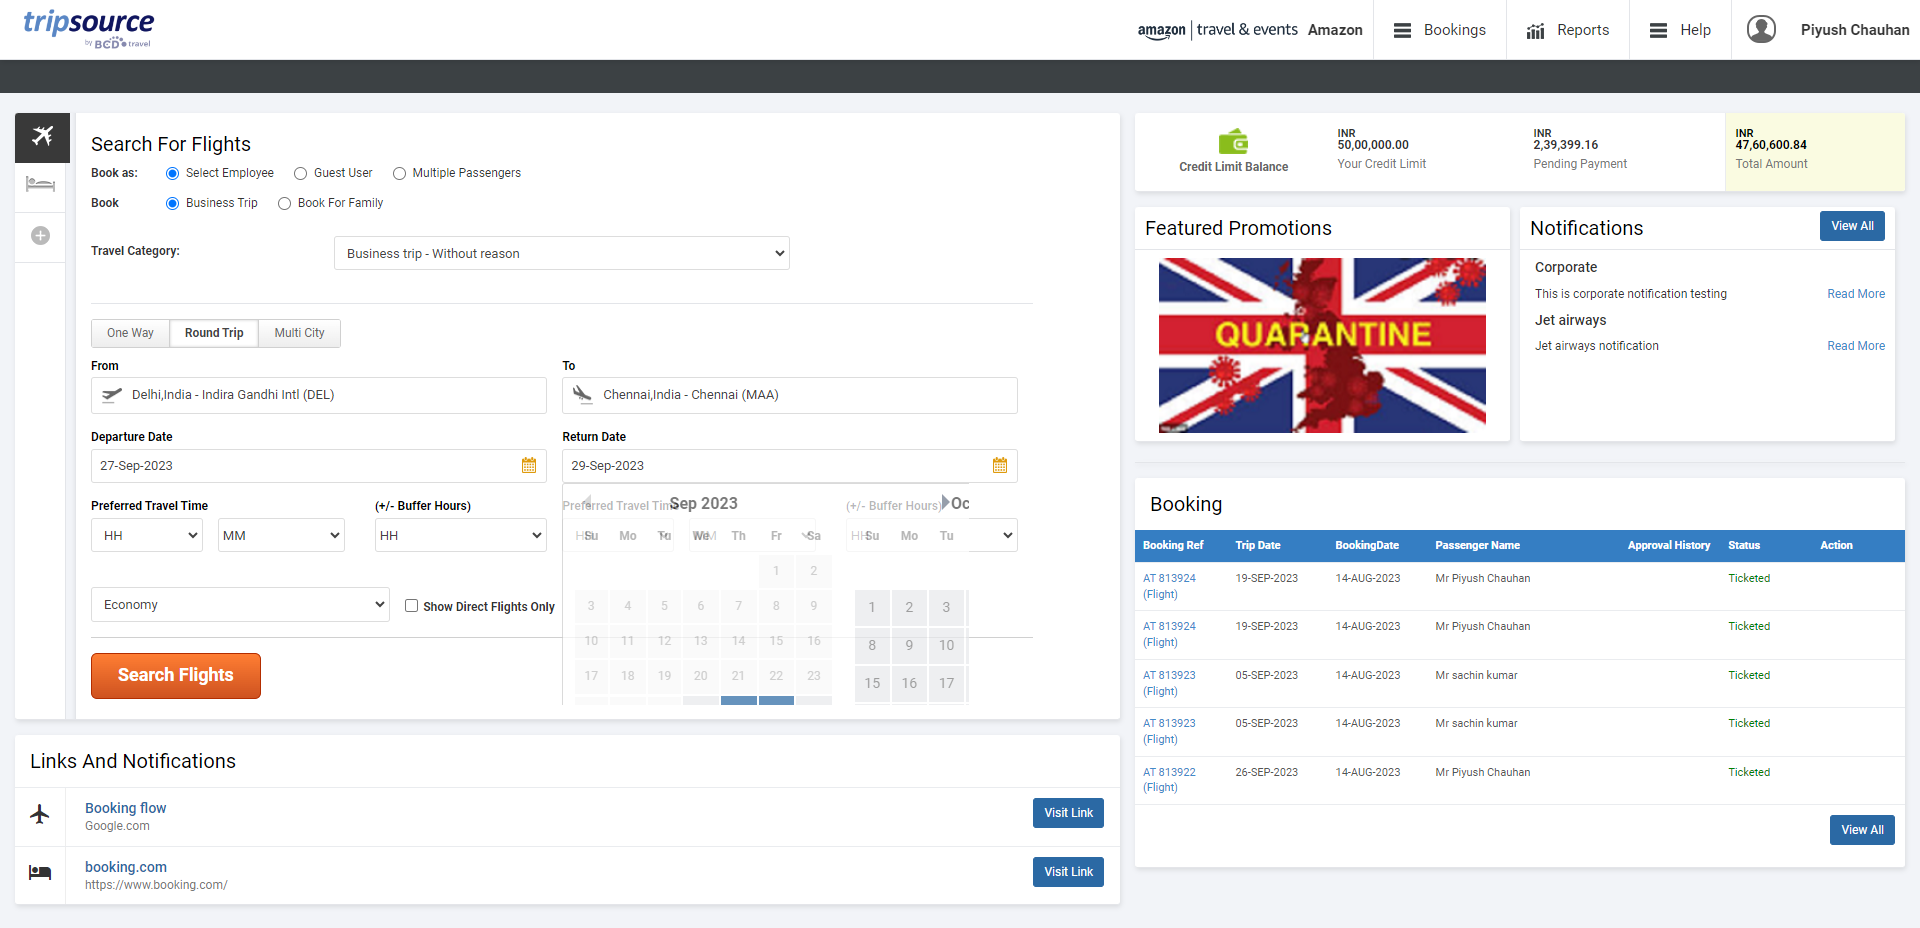 tripsource
by BCD travel
amazon | travel & events Amazon
Bookings
Reports
Help
Piyush Chauhan
Search For Flights
Book as: Select Employee Guest User Multiple Passengers
Book Business Trip Book For Family
Travel Category: Business trip - Without reason
One Way Round Trip Multi City
From To
Delhi,India - Indira Gandhi Intl (DEL) Chennai,India - Chennai (MAA)
Departure Date Return Date
27-Sep-2023 29-Sep-2023
Preferred Travel Time (+/- Buffer Hours) Preferred Travel Time (+/- Buffer Hours)
HH MM HH HH MM HH
Sep 2023 Oc
Su Mo Tu We Th Fr Sa Su Mo Tu
1 2
3 4 5 6 7 8 9 1 2 3
10 11 12 13 14 15 16 8 9 10
17 18 19 20 21 22 23 15 16 17
Economy Show Direct Flights Only
Search Flights
Links And Notifications
Booking flow
Google.com
Visit Link
booking.com
https://www.booking.com/
Visit Link
Credit Limit Balance
INR
50,00,000.00
Your Credit Limit
INR
2,39,399.16
Pending Payment
INR
47,60,600.84
Total Amount
Featured Promotions
QUARANTINE
Notifications View All
Corporate
This is corporate notification testing Read More
Jet airways
Jet airways notification Read More
Booking
Booking Ref Trip Date BookingDate Passenger Name Approval History Status Action
AT 813924 19-SEP-2023 14-AUG-2023 Mr Piyush Chauhan Ticketed
(Flight)
AT 813924 19-SEP-2023 14-AUG-2023 Mr Piyush Chauhan Ticketed
(Flight)
AT 813923 05-SEP-2023 14-AUG-2023 Mr sachin kumar Ticketed
(Flight)
AT 813923 05-SEP-2023 14-AUG-2023 Mr sachin kumar Ticketed
(Flight)
AT 813922 26-SEP-2023 14-AUG-2023 Mr Piyush Chauhan Ticketed
(Flight)
View All